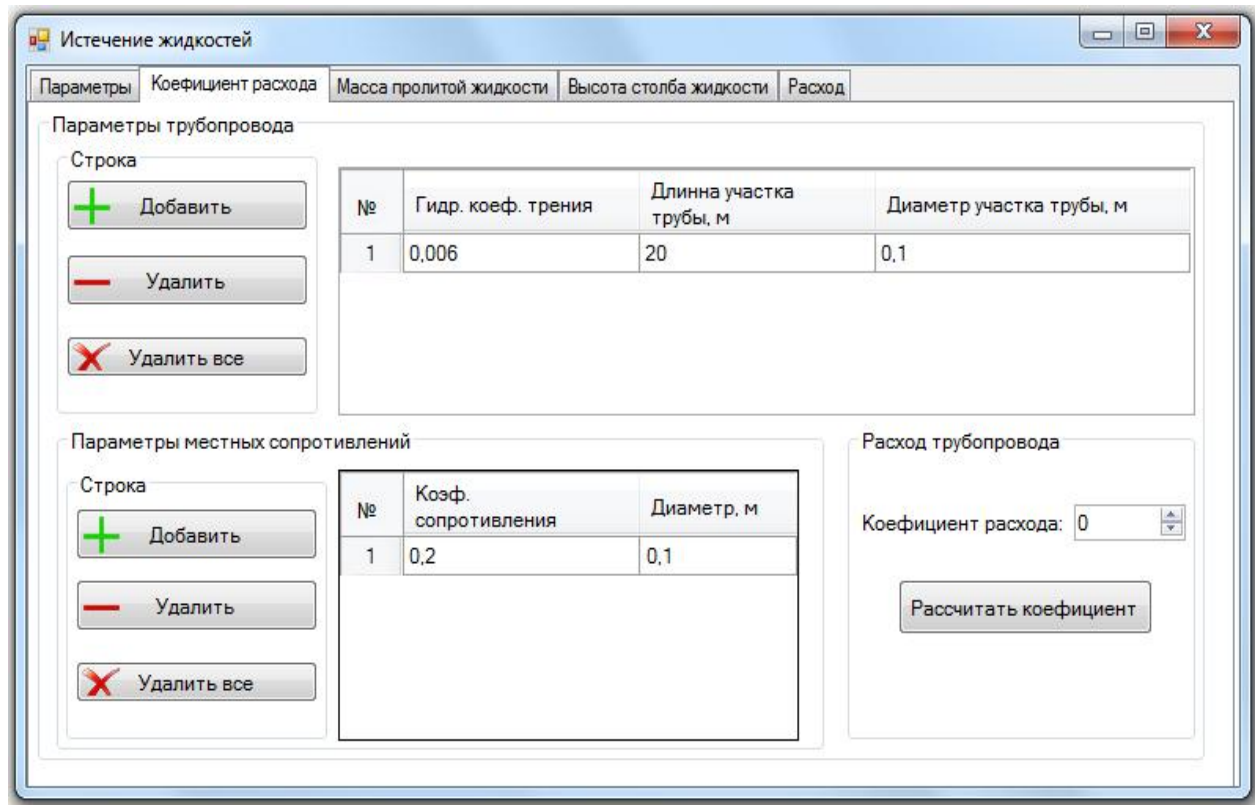 Истечение жидкостей
Параметры Коефициент расхода Масса пролитой жидкости Высота столба жидкости Расход
Параметры трубопровода
Строка
Добавить
Удалить
Удалить все
№ Гидр. коеф. трения Длинна участка трубы, м Диаметр участка трубы, м
1 0,006 20 0,1
Параметры местных сопротивлений
Строка
Добавить
Удалить
Удалить все
№ Коэф. сопротивления Диаметр, м
1 0,2 0,1
Расход трубопровода
Коефициент расхода: 0
Рассчитать коефициент